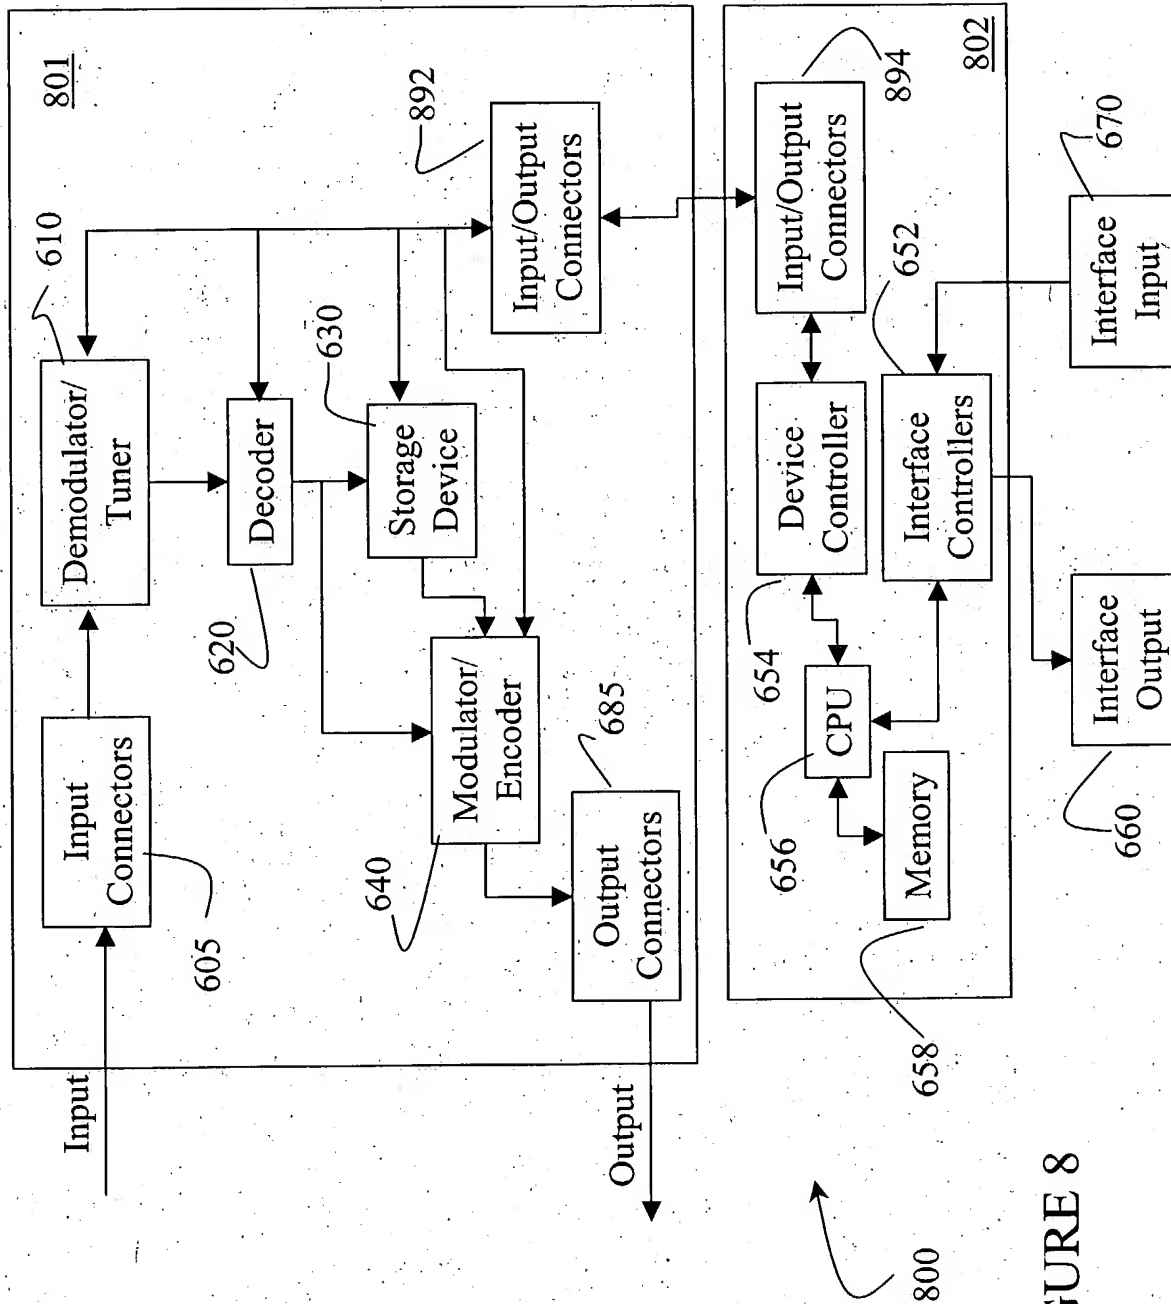 801
Input
Input
Connectors
605
Demodulator/
Tuner
610
Decoder
620
Storage
Device
630
Input/Output
Connectors
892
Modulator/
Encoder
640
Output
Connectors
685
Output
802
Input/Output
Connectors
894
Device
Controller
654
Interface
Controllers
652
CPU
656
Memory
658
Interface
Input
670
Interface
Output
660
800
GURE 8